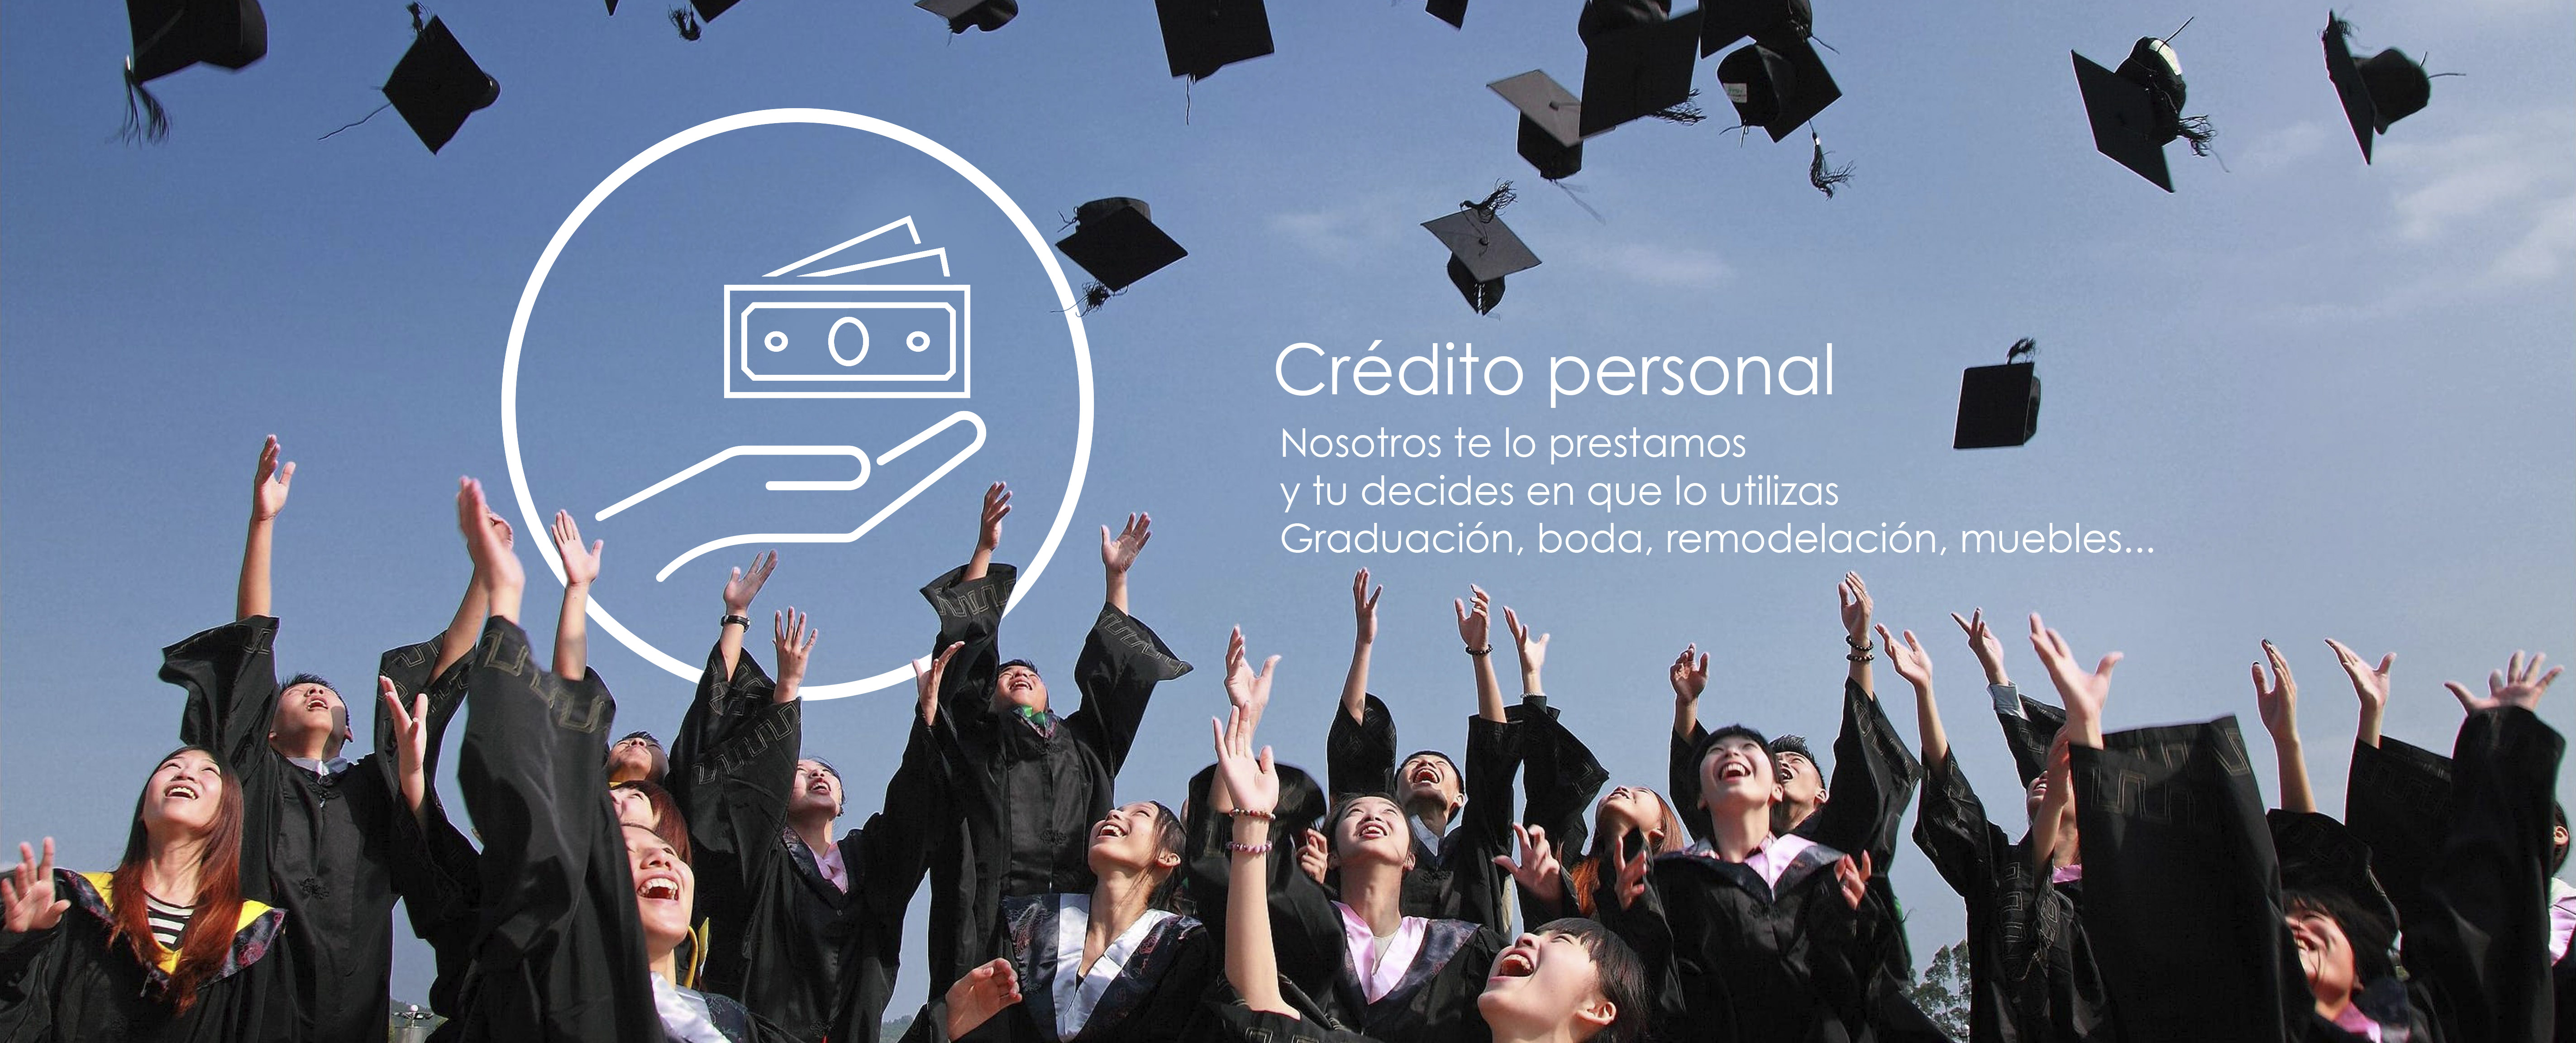 Crédito personal
Nosotros te lo prestamos
y tu decides en que lo utilizas
Graduación, boda, remodelación, muebles...